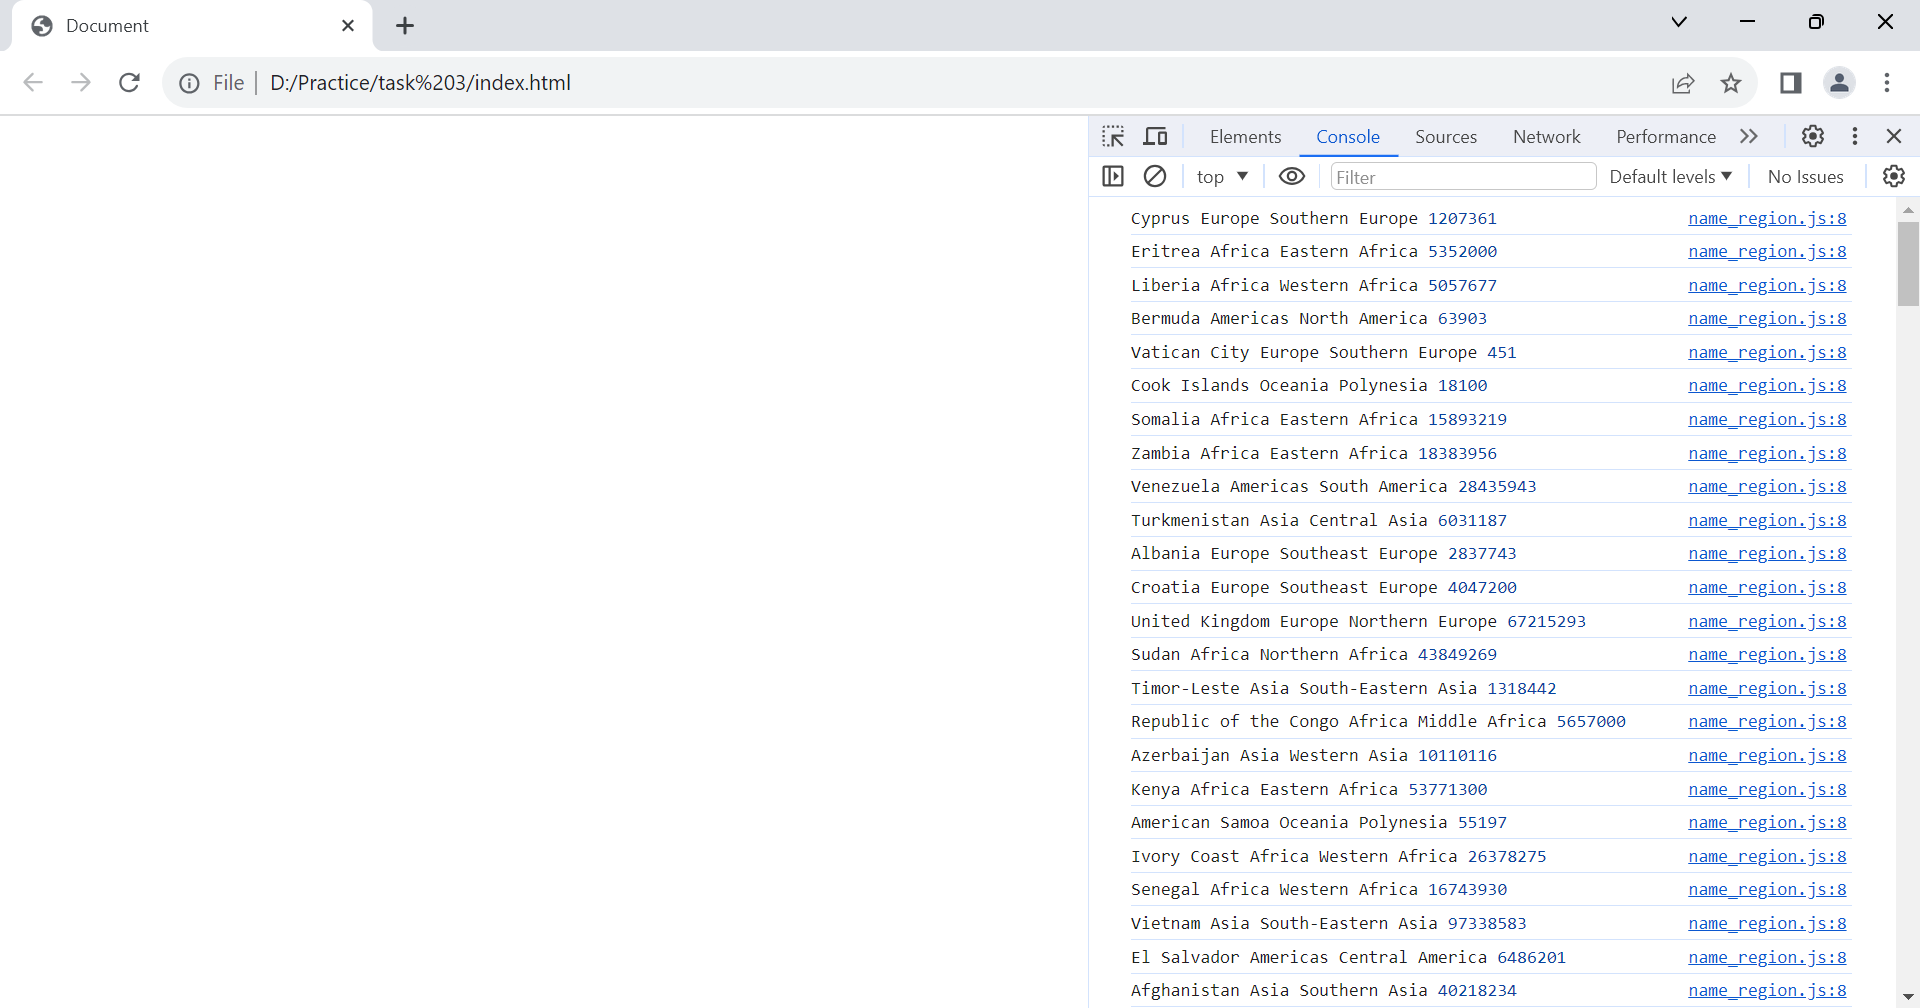 Document
File D:/Practice/task%203/index.html
Elements Console Sources Network Performance
top Filter Default levels No Issues
Cyprus Europe Southern Europe 1207361 name_region.js:8
Eritrea Africa Eastern Africa 5352000 name_region.js:8
Liberia Africa Western Africa 5057677 name_region.js:8
Bermuda Americas North America 63903 name_region.js:8
Vatican City Europe Southern Europe 451 name_region.js:8
Cook Islands Oceania Polynesia 18100 name_region.js:8
Somalia Africa Eastern Africa 15893219 name_region.js:8
Zambia Africa Eastern Africa 18383956 name_region.js:8
Venezuela Americas South America 28435943 name_region.js:8
Turkmenistan Asia Central Asia 6031187 name_region.js:8
Albania Europe Southeast Europe 2837743 name_region.js:8
Croatia Europe Southeast Europe 4047200 name_region.js:8
United Kingdom Europe Northern Europe 67215293 name_region.js:8
Sudan Africa Northern Africa 43849269 name_region.js:8
Timor-Leste Asia South-Eastern Asia 1318442 name_region.js:8
Republic of the Congo Africa Middle Africa 5657000 name_region.js:8
Azerbaijan Asia Western Asia 10110116 name_region.js:8
Kenya Africa Eastern Africa 53771300 name_region.js:8
American Samoa Oceania Polynesia 55197 name_region.js:8
Ivory Coast Africa Western Africa 26378275 name_region.js:8
Senegal Africa Western Africa 16743930 name_region.js:8
Vietnam Asia South-Eastern Asia 97338583 name_region.js:8
El Salvador Americas Central America 6486201 name_region.js:8
Afghanistan Asia Southern Asia 40218234 name_region.js:8